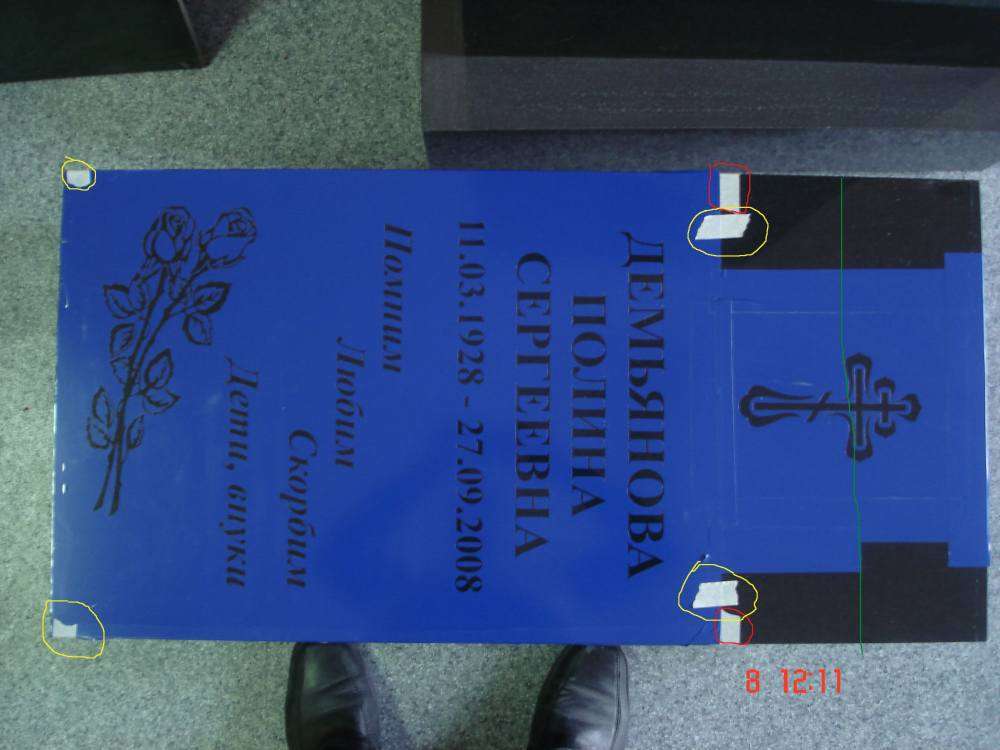 ДЕМЬЯНОВА
ПОЛИНА
СЕРГЕЕВНА
11.03.1928 - 27.09.2008
Помним
Любим
Скорбим
Дети, внуки
8 12:11